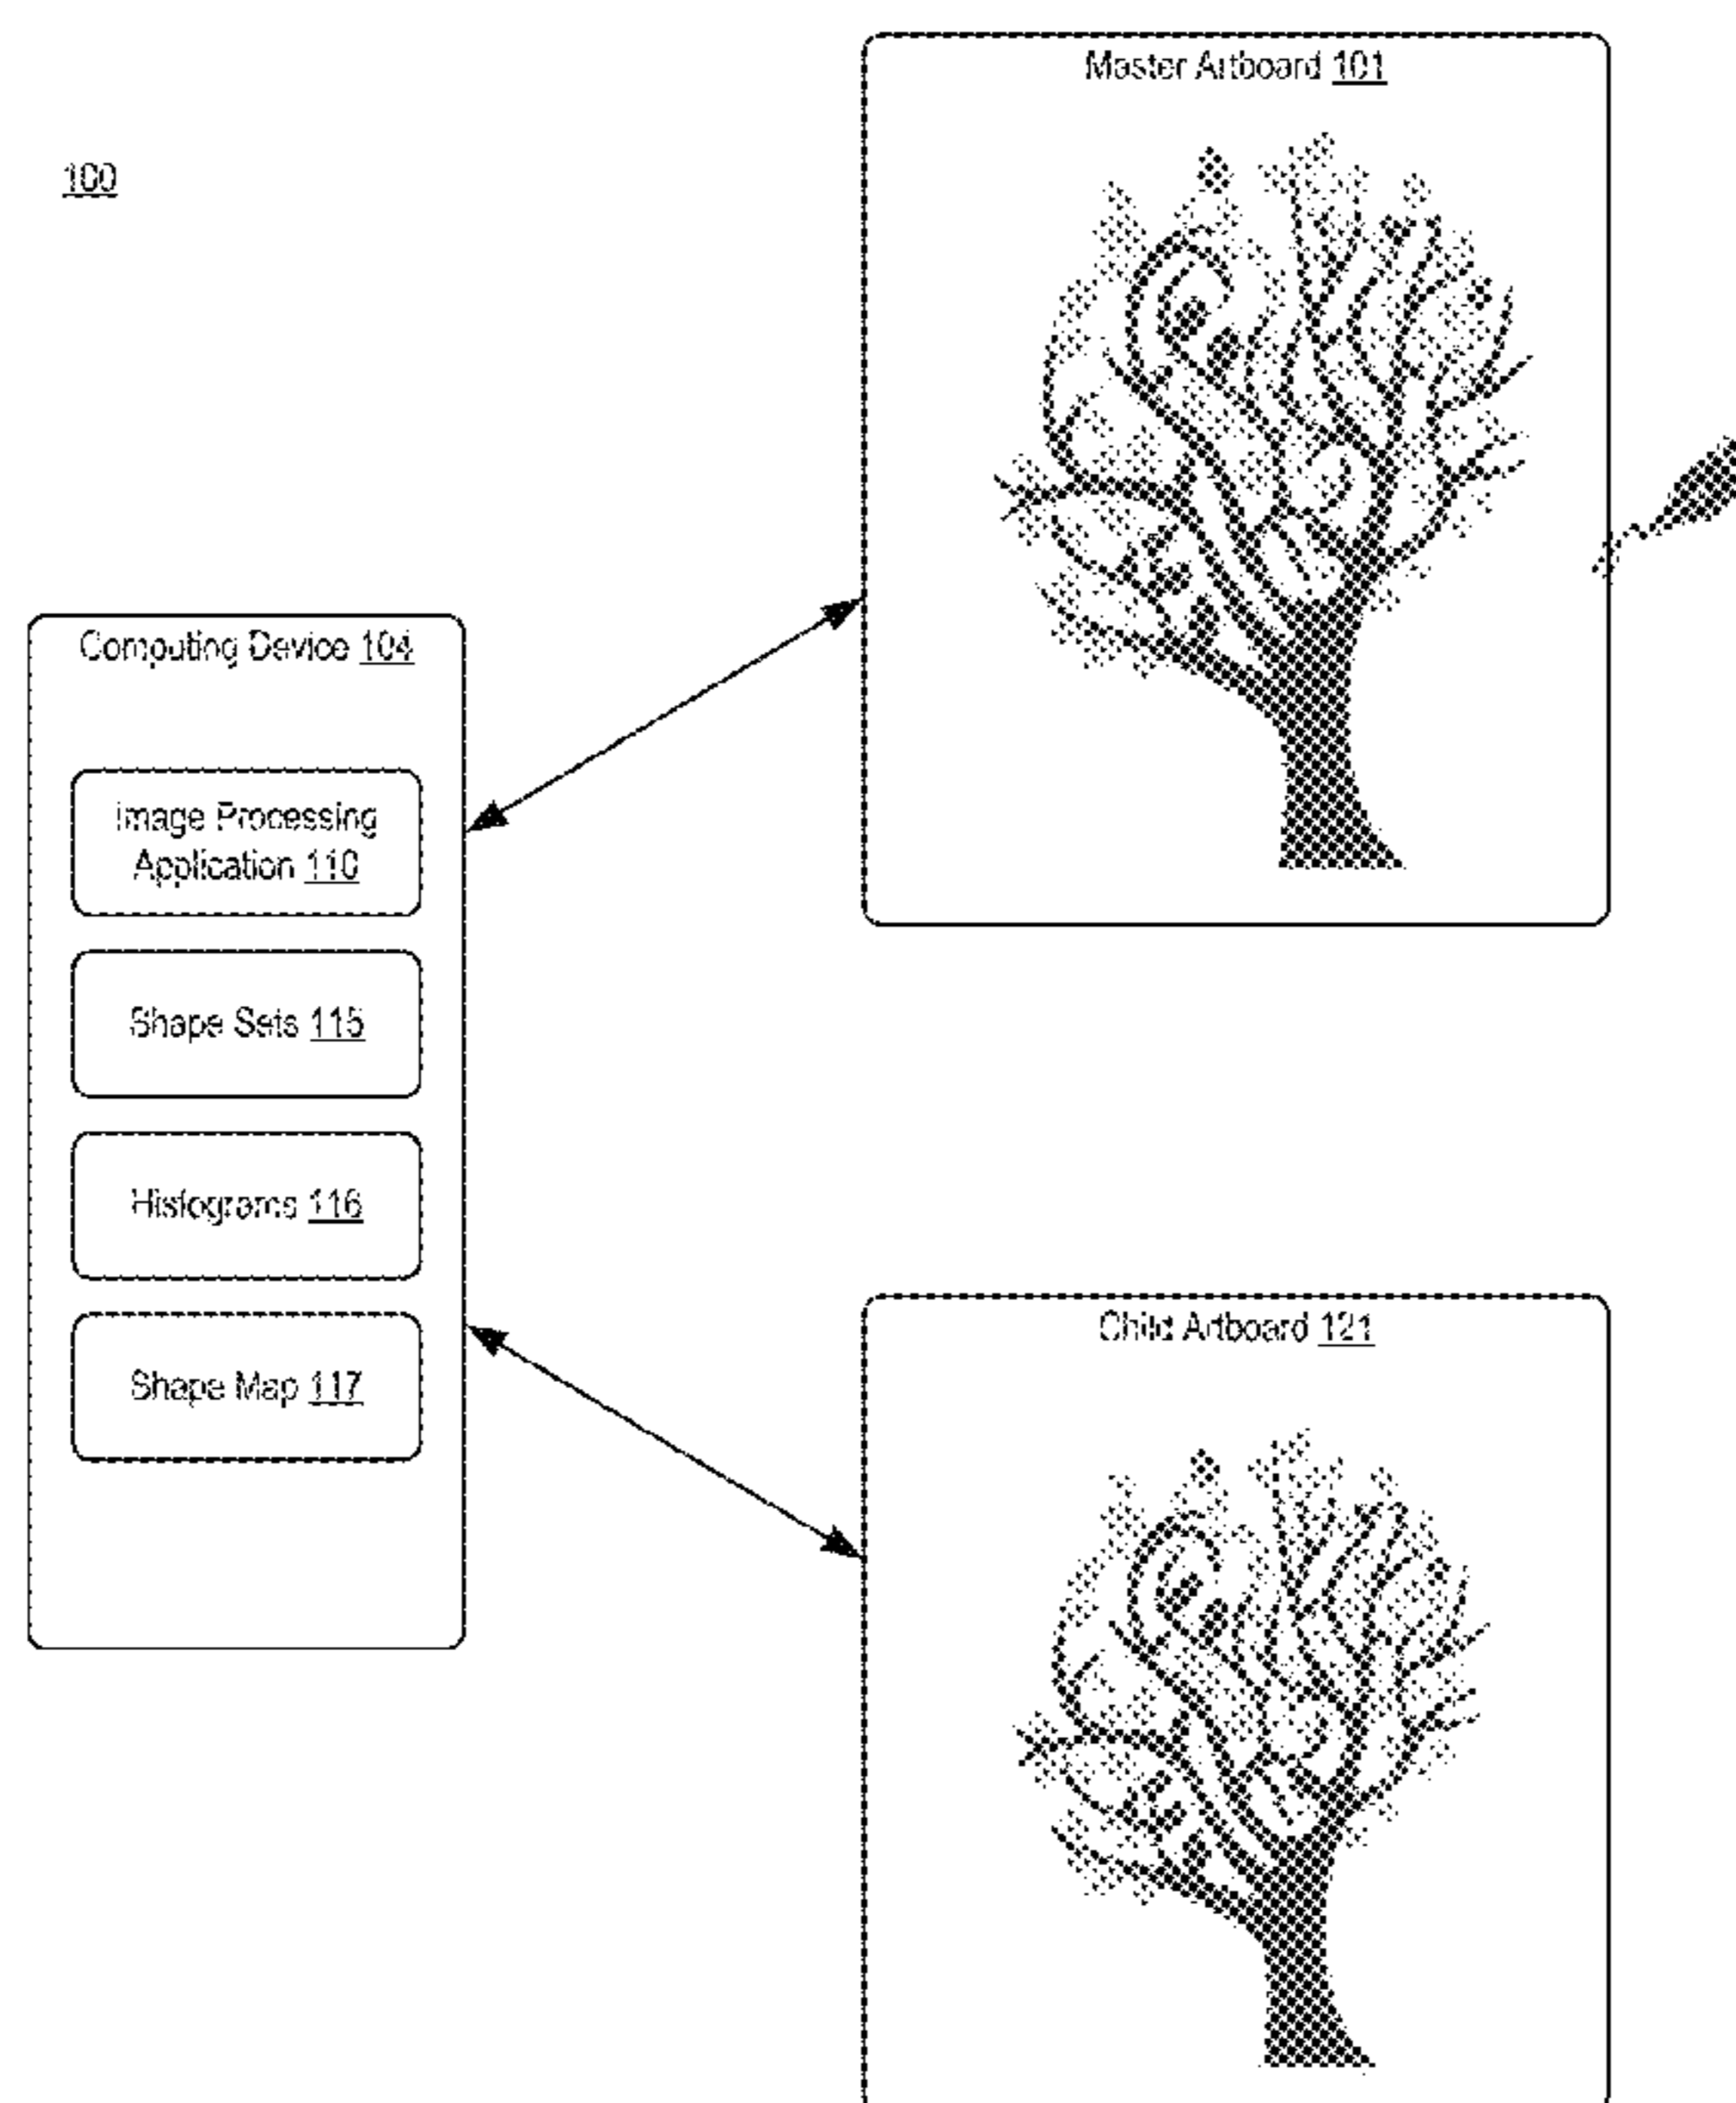 Master Artboard 101
100
Computing Device 104
Image Processing
Application 110
Shape Sets 115
Histograms 116
Shape Map 117
Child Artboard 121